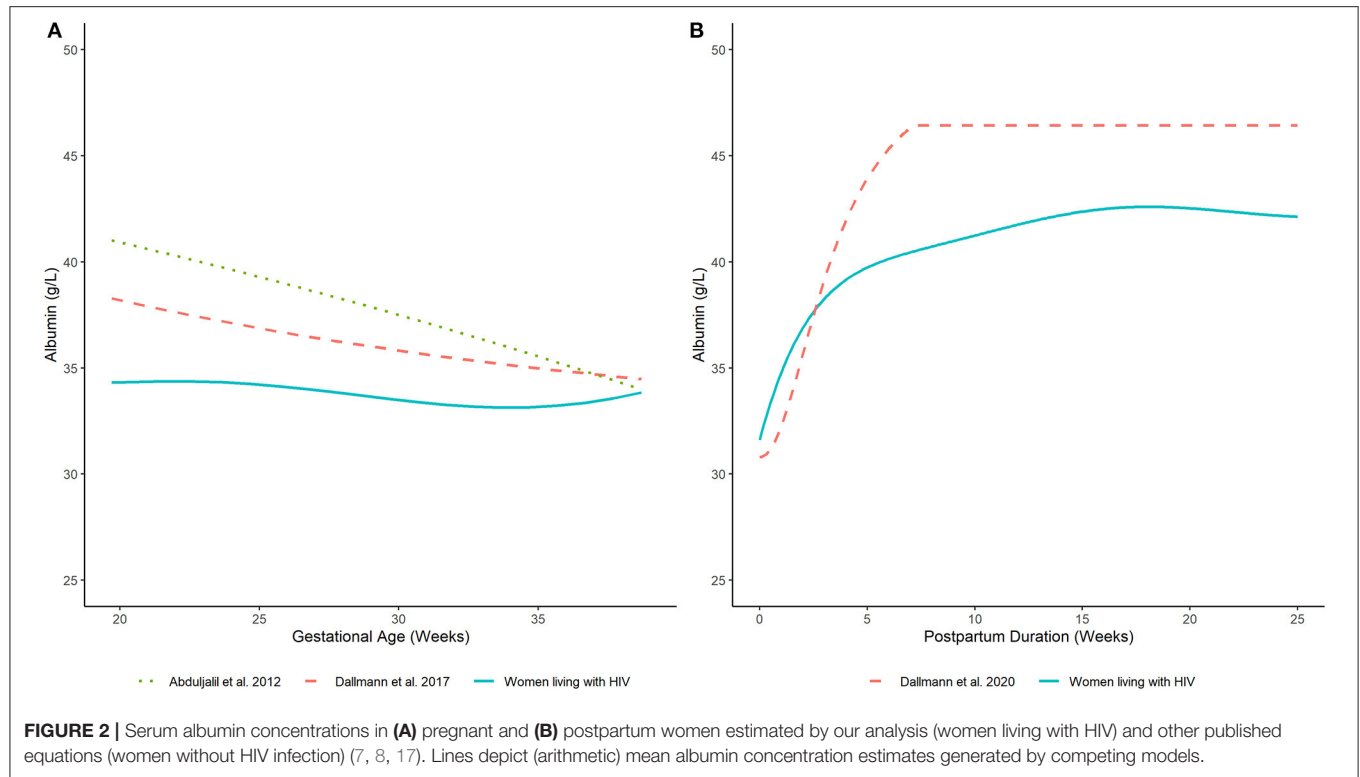 A
50
45
40
35
30
25
Albumin (g/L)
20 25 30 35
Gestational Age (Weeks)
Abduljalil et al. 2012 Dallmann et al. 2017 Women living with HIV
B
50
45
40
35
30
25
Albumin (g/L)
0 5 10 15 20 25
Postpartum Duration (Weeks)
Dallmann et al. 2020 Women living with HIV
FIGURE 2 | Serum albumin concentrations in (A) pregnant and (B) postpartum women estimated by our analysis (women living with HIV) and other published
equations (women without HIV infection) (7, 8, 17). Lines depict (arithmetic) mean albumin concentration estimates generated by competing models.